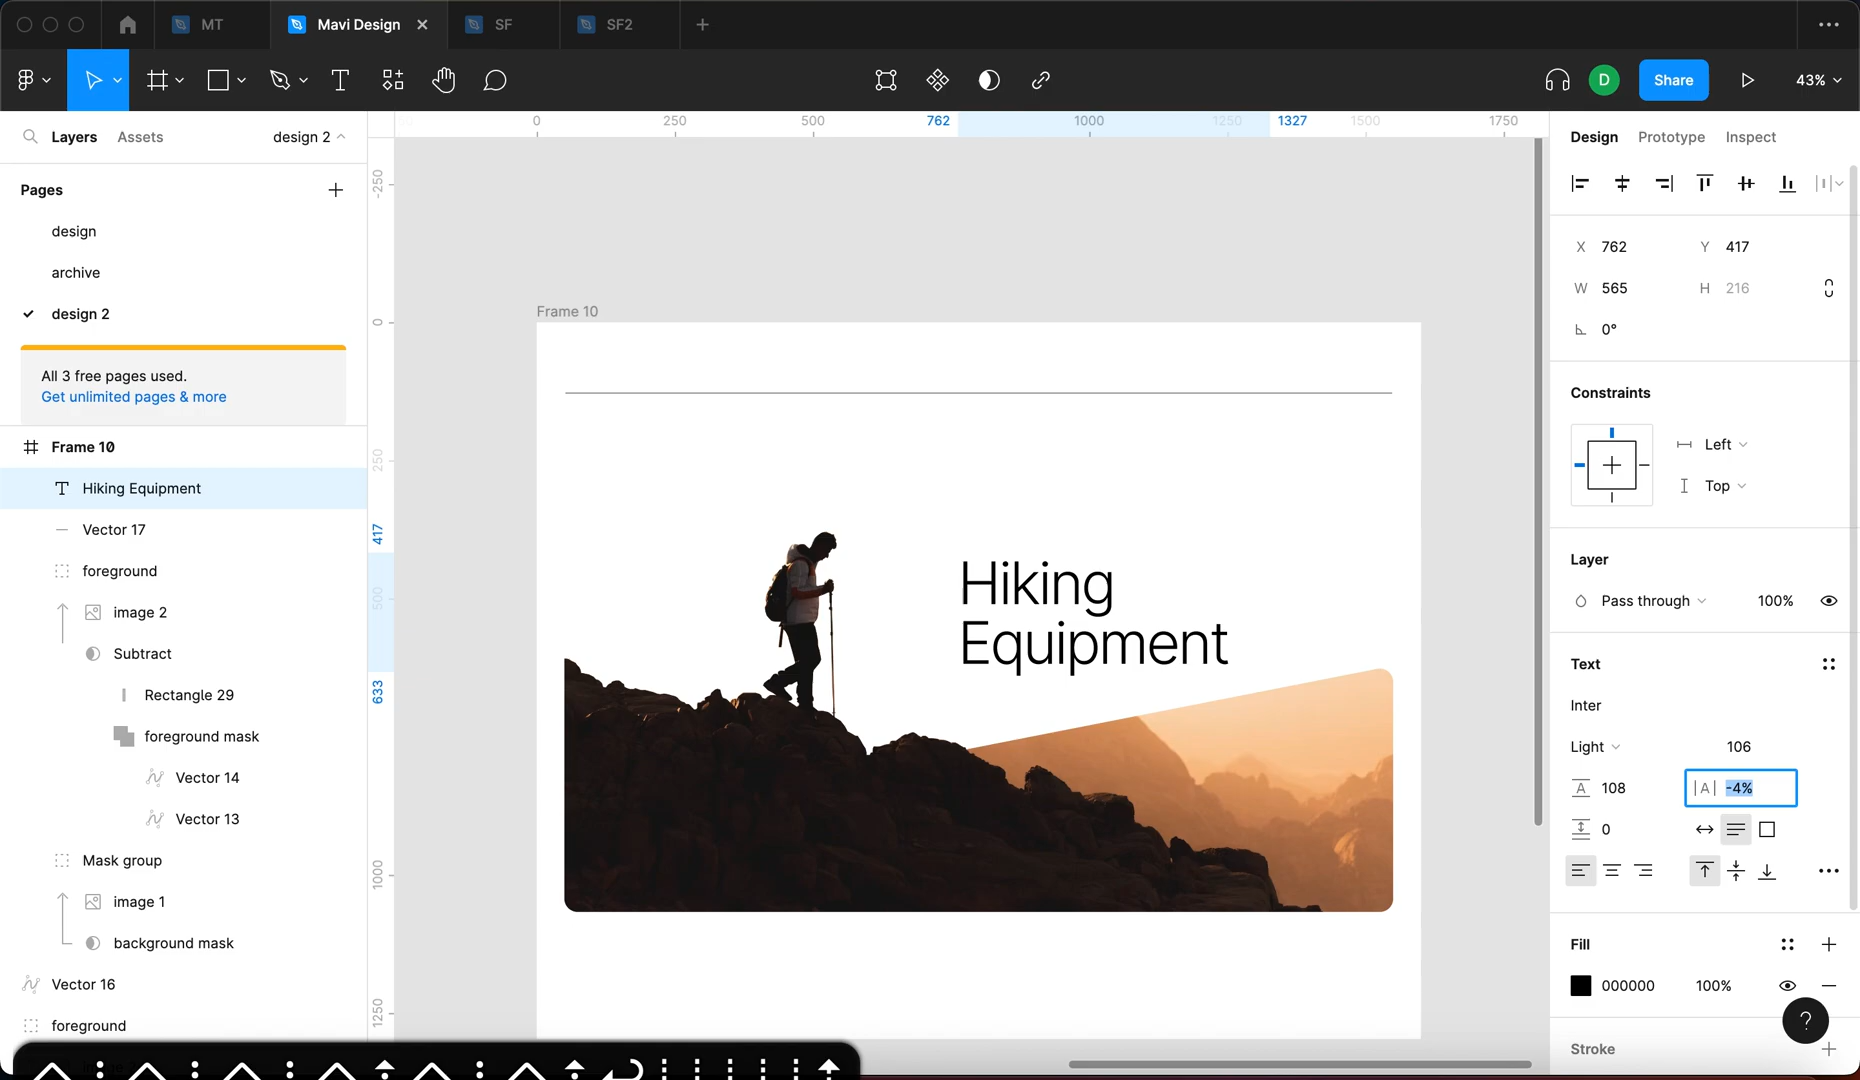 MT
Mavi Design
SF
SF2
D
Share
43%
Layers
Assets
design 2
Pages
design
archive
design 2
All 3 free pages used.
Get unlimited pages & more
Frame 10
Hiking Equipment
Vector 17
foreground
image 2
Subtract
Rectangle 29
foreground mask
Vector 14
Vector 13
Mask group
image 1
background mask
Vector 16
foreground
0
250
500
762
1000
1250
1327
1500
1750
-250
0
250
417
500
633
1000
1250
Frame 10
Hiking
Equipment
Design
Prototype
Inspect
X 762
Y 417
W 565
H 216
0°
Constraints
Left
Top
Layer
Pass through
100%
Text
Inter
Light
106
A 108
|A| -4%
0
Fill
000000
100%
?
Stroke